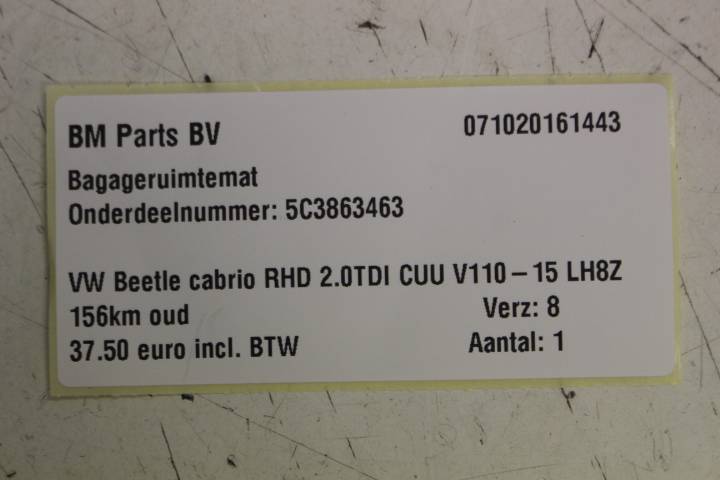 BM Parts BV 071020161443
Bagageruimtemat
Onderdeelnummer: 5C3863463
VW Beetle cabrio RHD 2.0TDI CUU V110 – 15 LH8Z
156km oud Verz: 8
37.50 euro incl. BTW Aantal: 1